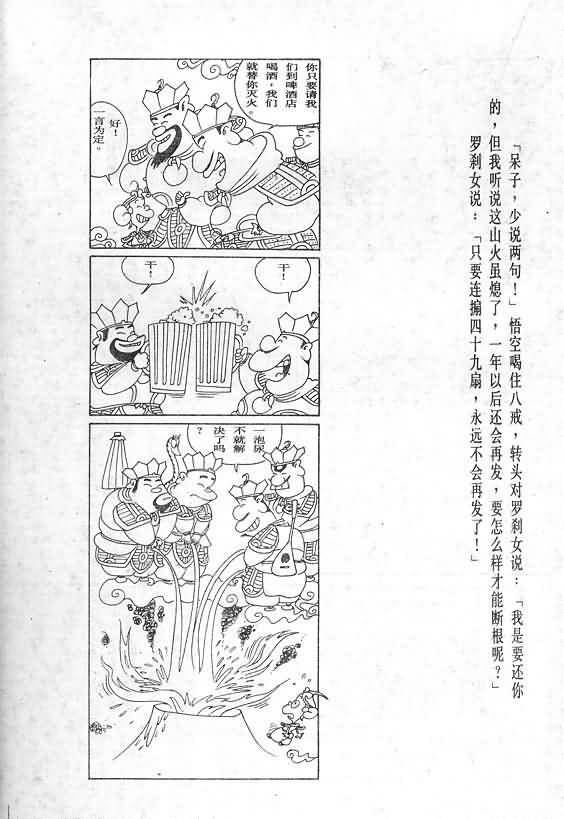 「呆子，少说两句！」悟空喝住八戒，转头对罗刹女说：「我是要还你
的，但我听说这山火虽熄了，一年以后还会再发，要怎么样才能断根呢？」
罗刹女说：「只要连搧四十九扇，永远不会再发了！」
你只要请我
们到啤酒店
喝酒，我们
就替你灭火。
好！
一言为定。
干！
干！
一泡尿
不就解
决了吗
？